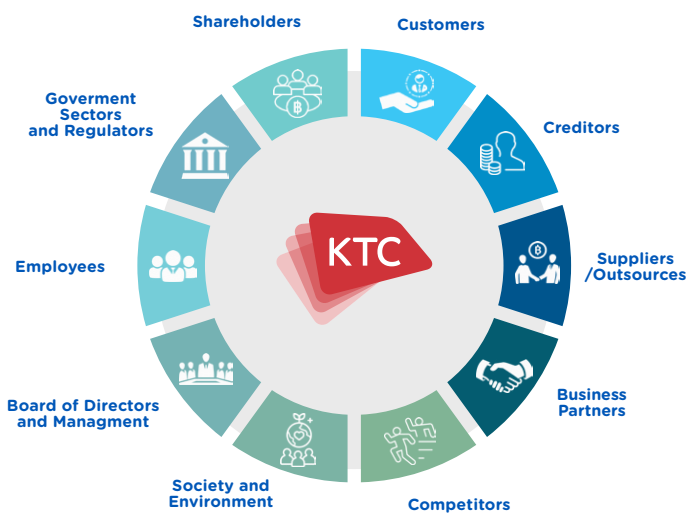 Shareholders
Customers
Goverment
Sectors
and Regulators
Creditors
Employees
KTC
Suppliers
/Outsources
Board of Directors
and Managment
Business
Partners
Society and
Environment
Competitors
฿
฿